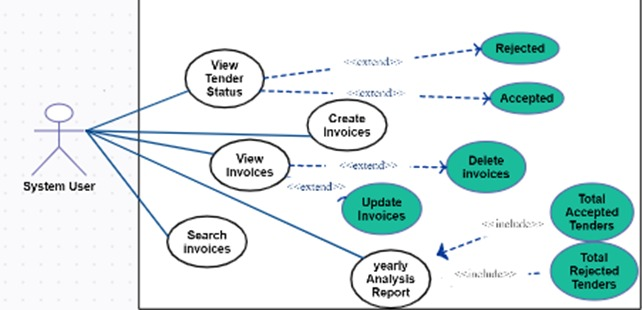 Rejected
View
Tender
Status
<<extend>>
<<extend>>
Accepted
Create
Invoices
System User
View
Invoices
<<extend>>
Delete
invoices
<<extend>>
Update
Invoices
Total
Accepted
Tenders
<<include>>
Search
invoices
yearly
Analysis
Report
<<include>>
Total
Rejected
Tenders